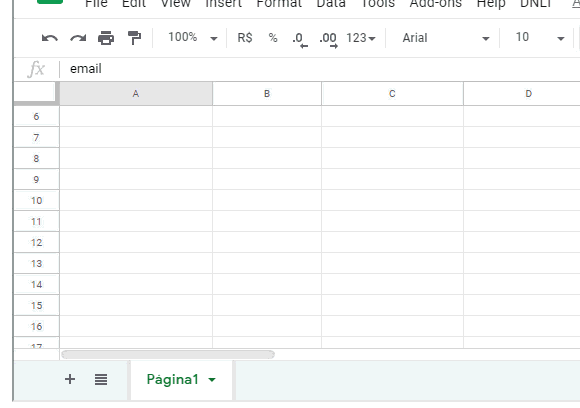 File Edit View Insert Format Data Tools Add-ons Help DNLI
100% R$ % .0 .00 123 Arial 10
fx email
A B C D
6
7
8
9
10
11
12
13
14
15
16
17
+ Página1